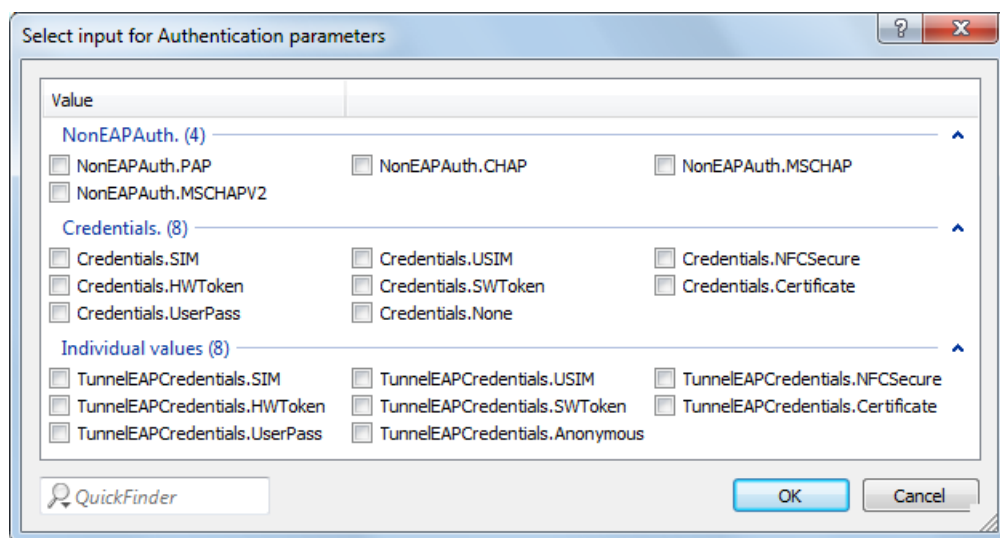 Select input for Authentication parameters
Value
NonEAPAuth. (4)
NonEAPAuth.PAP NonEAPAuth.CHAP NonEAPAuth.MSCHAP
NonEAPAuth.MSCHAPV2
Credentials. (8)
Credentials.SIM Credentials.USIM Credentials.NFCSecure
Credentials.HWToken Credentials.SWToken Credentials.Certificate
Credentials.UserPass Credentials.None
Individual values (8)
TunnelEAPCredentials.SIM TunnelEAPCredentials.USIM TunnelEAPCredentials.NFCSecure
TunnelEAPCredentials.HWToken TunnelEAPCredentials.SWToken TunnelEAPCredentials.Certificate
TunnelEAPCredentials.UserPass TunnelEAPCredentials.Anonymous
QuickFinder OK Cancel